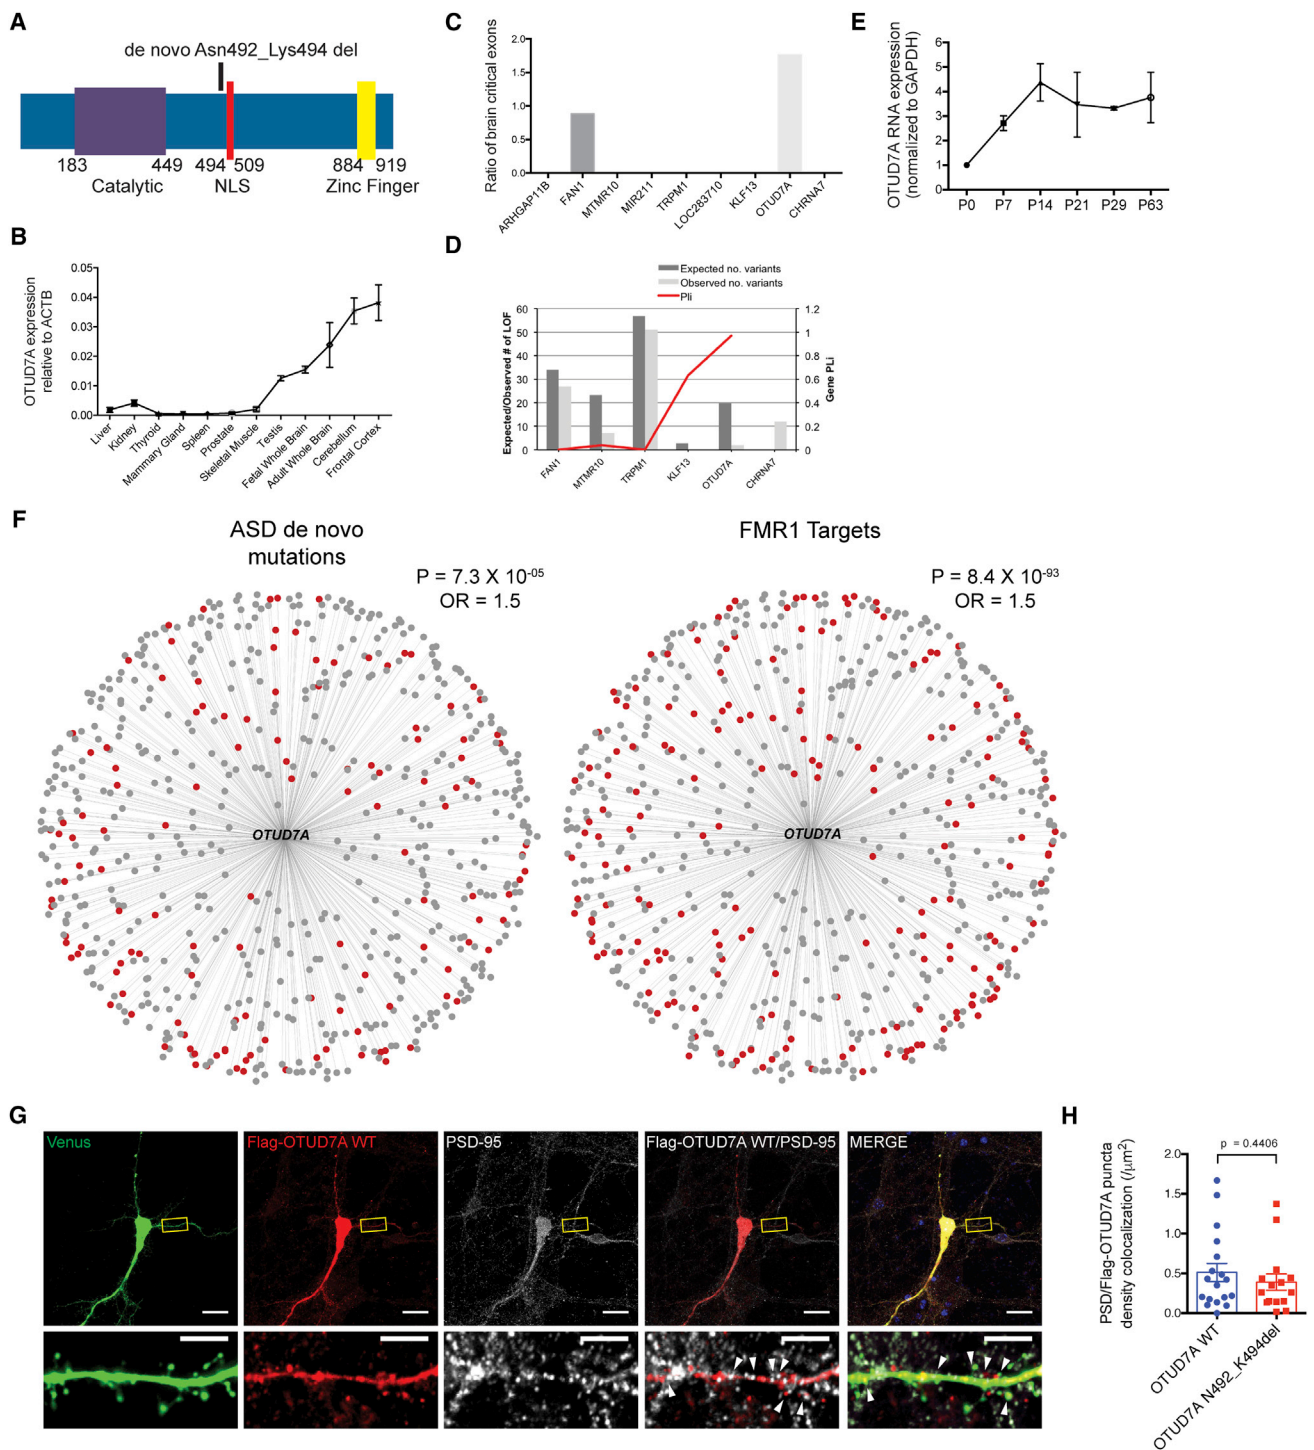 A
de novo Asn492_Lys494 del
183
449
494
509
884
919
Catalytic
NLS
Zinc Finger
B
OTUD7A expression
relative to ACTB
0.05
0.04
0.03
0.02
0.01
0.00
Liver
Kidney
Thyroid
Mammary Gland
Spleen
Prostate
Skeletal Muscle
Testis
Fetal Whole Brain
Adult Whole Brain
Cerebellum
Frontal Cortex
C
Ratio of brain critical exons
2.0
1.5
1.0
0.5
0.0
ARHGAP11B
FAN1
MTMR10
MIR211
TRPM1
LOC283710
KLF13
OTUD7A
CHRNA7
D
Expected no. variants
Observed no. variants
Pli
Expected/Observed # of LOF
60
50
40
30
20
10
0
1.2
1
0.8
0.6
0.4
0.2
0
Gene PLi
FAN1
MTMR10
TRPM1
KLF13
OTUD7A
CHRNA7
E
OTUD7A RNA expression
(normalized to GAPDH)
6
5
4
3
2
1
0
P0
P7
P14
P21
P29
P63
F
ASD de novo
mutations
P = 7.3 X 10-05
OR = 1.5
OTUD7A
FMR1 Targets
P = 8.4 X 10-93
OR = 1.5
OTUD7A
G
Venus
Flag-OTUD7A WT
PSD-95
Flag-OTUD7A WT/PSD-95
MERGE
H
PSD/Flag-OTUD7A puncta
density colocalization (/μm2)
p = 0.4406
2.0
1.5
1.0
0.5
0.0
OTUD7A WT
OTUD7A N492_K494del